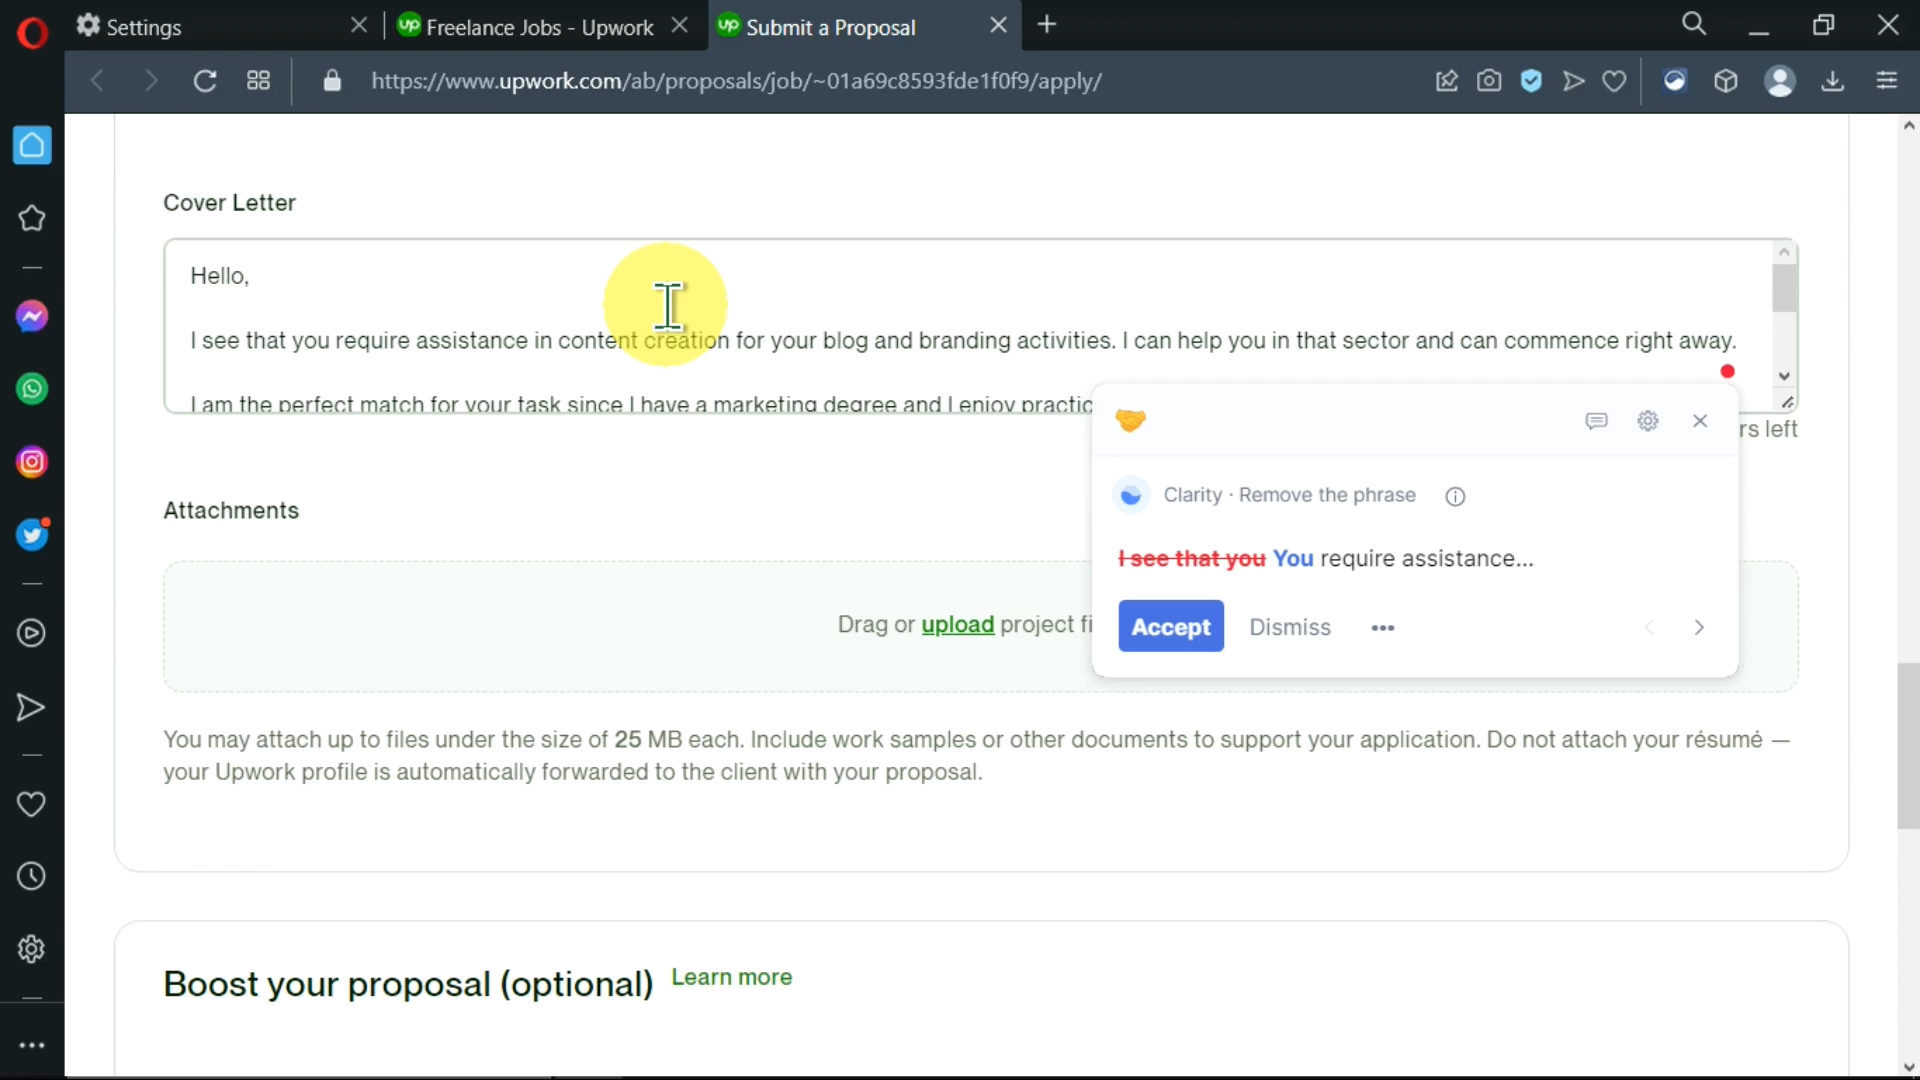 Settings
Freelance Jobs - Upwork
Submit a Proposal
https://www.upwork.com/ab/proposals/job/~01a69c8593fde1f0f9/apply/
Cover Letter
Hello,
I see that you require assistance in content creation for your blog and branding activities. I can help you in that sector and can commence right away.
I am the perfect match for your task since I have a marketing degree and I enjoy practic
rs left
Clarity · Remove the phrase
I see that you You require assistance...
Accept Dismiss
Attachments
Drag or upload project fi
You may attach up to files under the size of 25 MB each. Include work samples or other documents to support your application. Do not attach your résumé —
your Upwork profile is automatically forwarded to the client with your proposal.
Boost your proposal (optional) Learn more